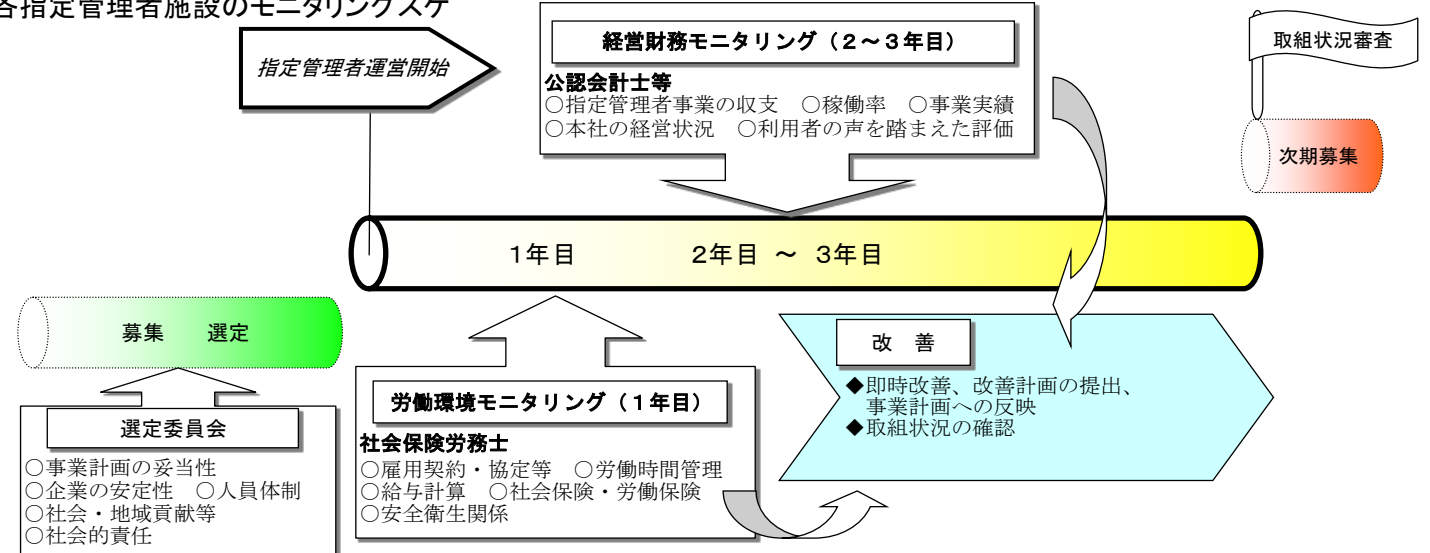 各指定管理者施設のモニタリングスケ
指定管理者運営開始
経営財務モニタリング（２～３年目）
公認会計士等
○指定管理者事業の収支　○稼働率　○事業実績
○本社の経営状況　○利用者の声を踏まえた評価
取組状況審査
次期募集
1年目　2年目 ～ 3年目
募集　選定
選定委員会
○事業計画の妥当性
○企業の安定性　○人員体制
○社会・地域貢献等
○社会的責任
労働環境モニタリング（１年目）
社会保険労務士
○雇用契約・協定等　○労働時間管理
○給与計算　○社会保険・労働保険
○安全衛生関係
改　善
◆即時改善、改善計画の提出、
事業計画への反映
◆取組状況の確認